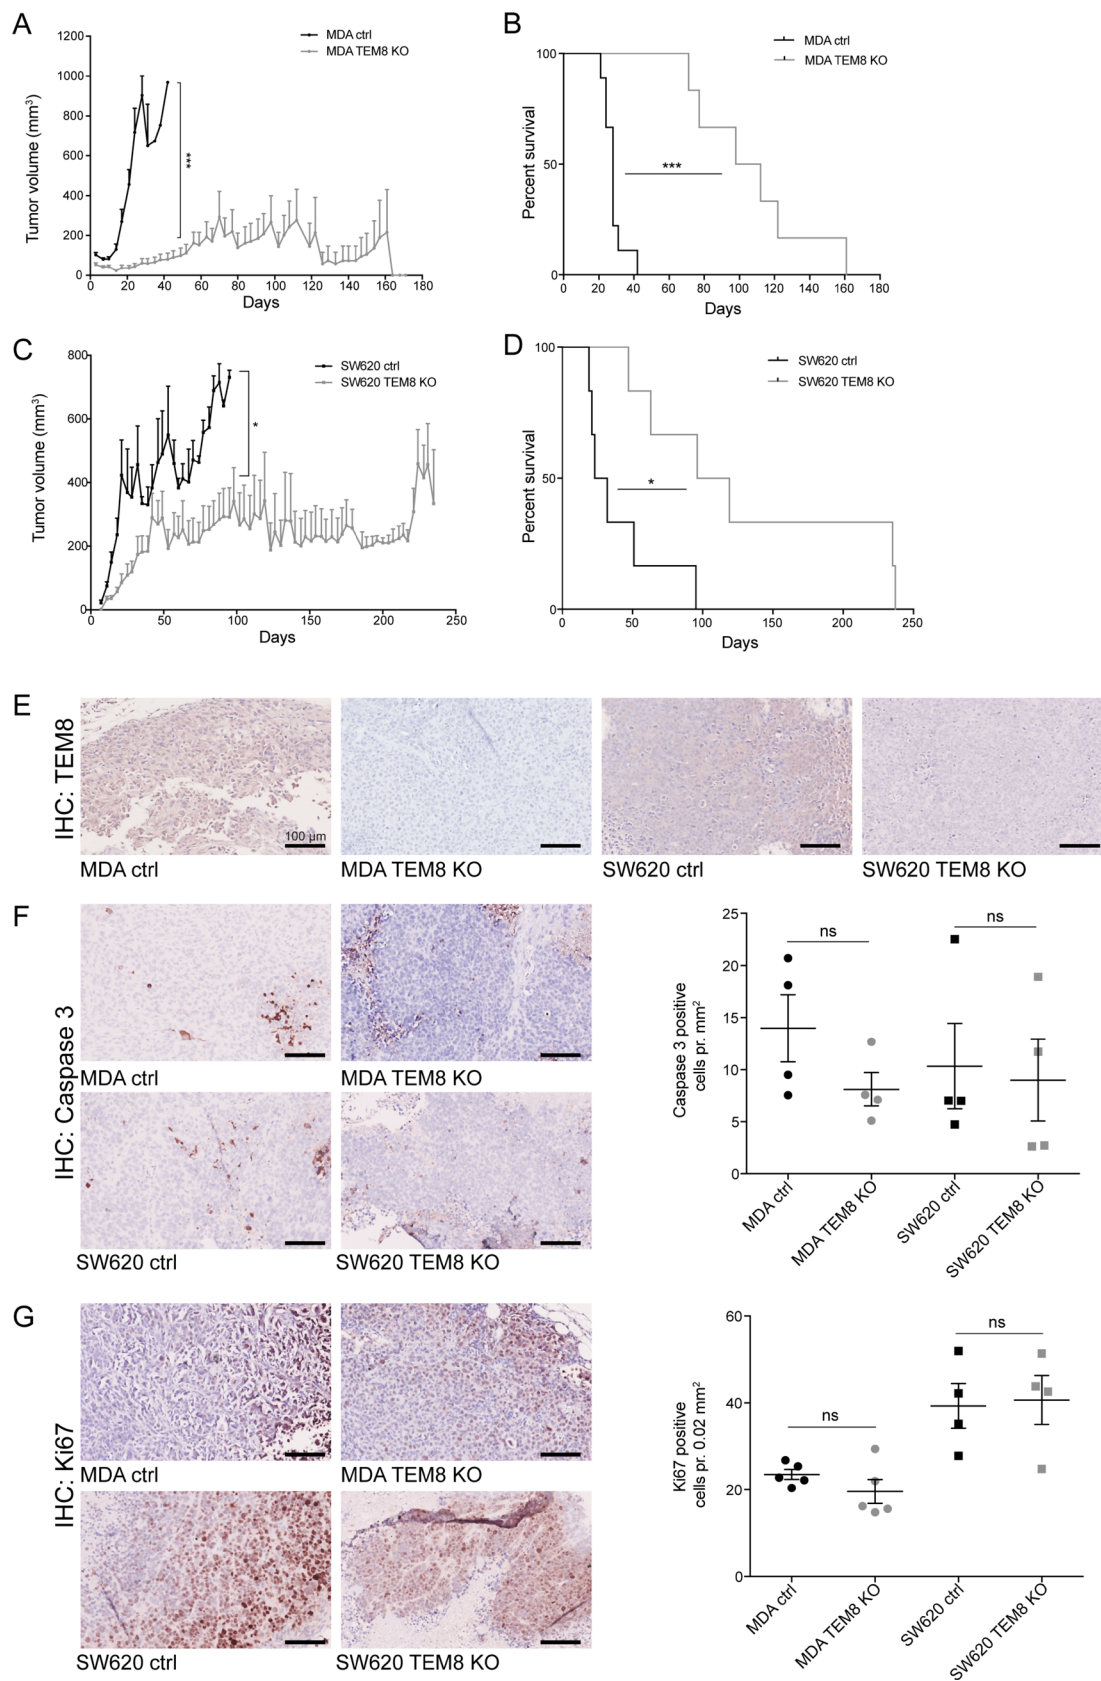 A
MDA ctrl
MDA TEM8 KO
1200
1000
800
600
400
200
0
Tumor volume (mm³)
***
0 20 40 60 80 100 120 140 160 180
Days
B
MDA ctrl
MDA TEM8 KO
100
50
0
Percent survival
***
0 20 40 60 80 100 120 140 160 180
Days
C
SW620 ctrl
SW620 TEM8 KO
800
600
400
200
0
Tumor volume (mm³)
*
0 50 100 150 200 250
Days
D
SW620 ctrl
SW620 TEM8 KO
100
50
0
Percent survival
*
0 50 100 150 200 250
Days
E
IHC: TEM8
100 µm
MDA ctrl
MDA TEM8 KO
SW620 ctrl
SW620 TEM8 KO
F
IHC: Caspase 3
MDA ctrl
MDA TEM8 KO
SW620 ctrl
SW620 TEM8 KO
25
20
15
10
5
0
Caspase 3 positive
cells pr. mm²
ns
ns
MDA ctrl
MDA TEM8 KO
SW620 ctrl
SW620 TEM8 KO
G
IHC: Ki67
MDA ctrl
MDA TEM8 KO
SW620 ctrl
SW620 TEM8 KO
60
40
20
0
Ki67 positive
cells pr. 0.02 mm²
ns
ns
MDA ctrl
MDA TEM8 KO
SW620 ctrl
SW620 TEM8 KO